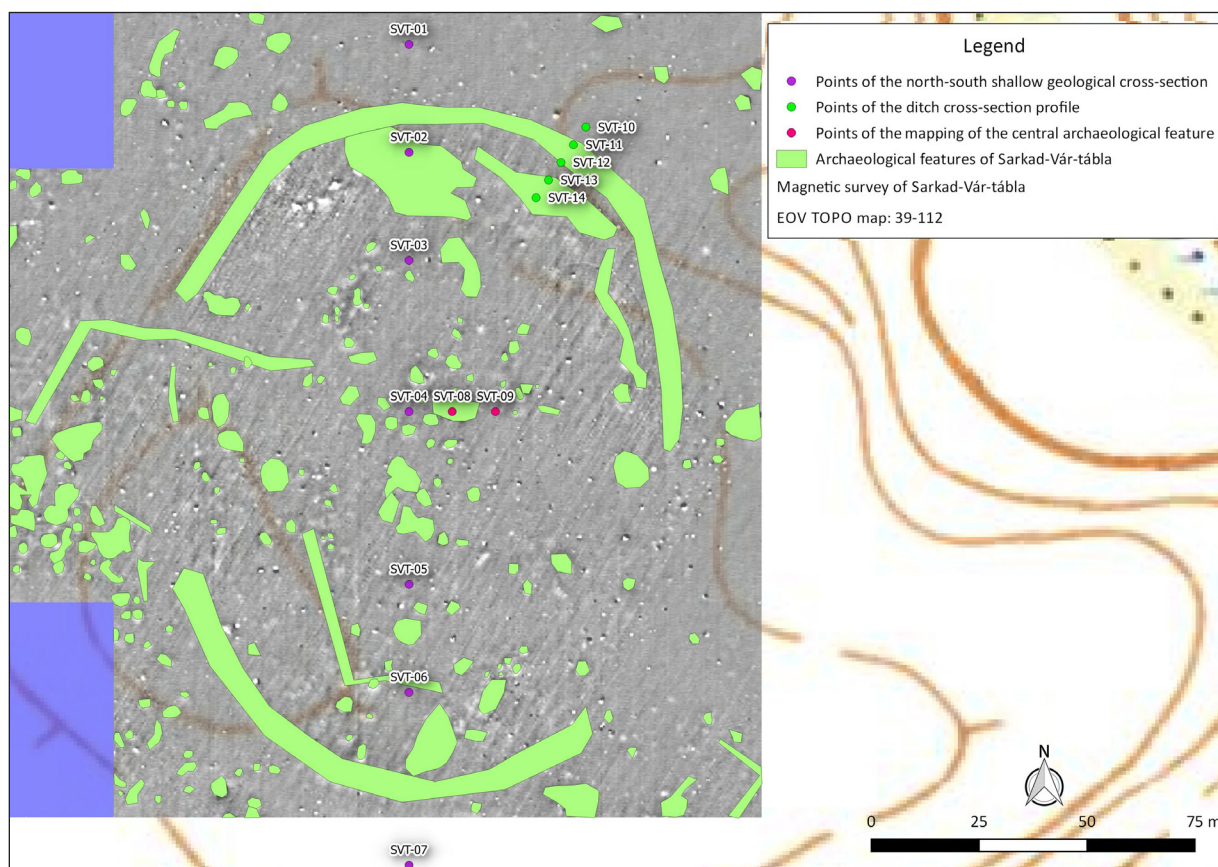 SVT-01
SVT-10
SVT-11
SVT-02
SVT-12
SVT-13
SVT-14
SVT-03
SVT-04
SVT-08
SVT-09
SVT-05
SVT-06
SVT-07
Legend
Points of the north-south shallow geological cross-section
Points of the ditch cross-section profile
Points of the mapping of the central archaeological feature
Archaeological features of Sarkad-Vár-tábla
Magnetic survey of Sarkad-Vár-tábla
EOV TOPO map: 39-112
N
0 25 50 75 m